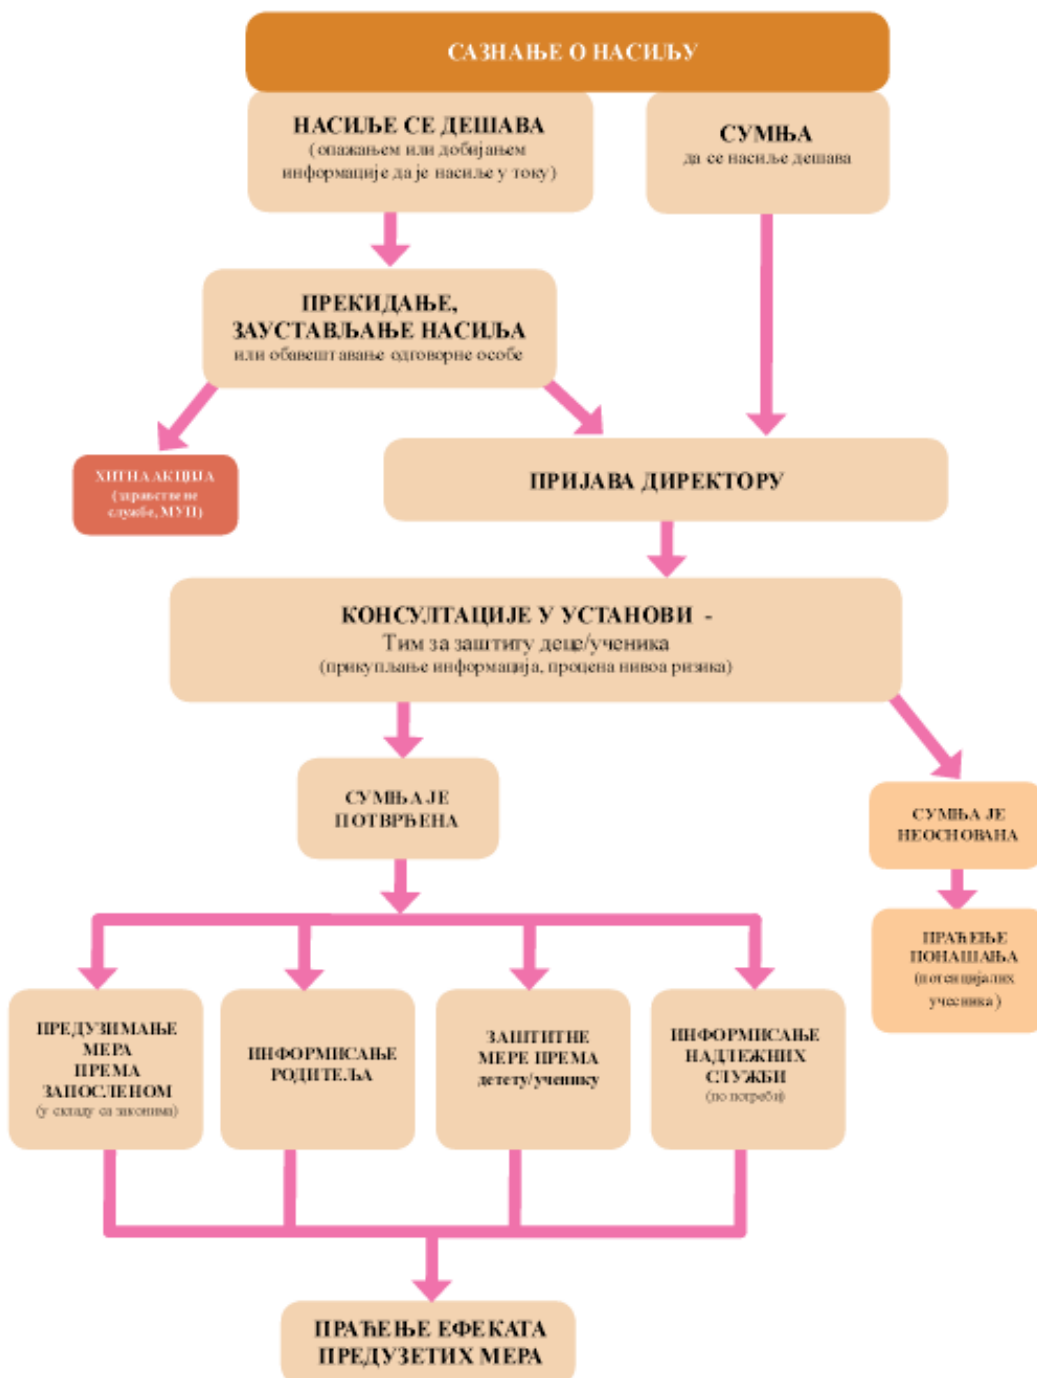 САЗНАЊЕ О НАСИЉУ
НАСИЉЕ СЕ ДЕШАВА
(опажањем или добијањем
информације да је насиље у току)
СУМЊА
да се насиље дешава
ПРЕКИДАЊЕ,
ЗАУСТАВЉАЊЕ НАСИЉА
или обавештавање одговорне особе
ХИТНА АКЦИЈА
(здравствене
службе, МУП)
ПРИЈАВА ДИРЕКТОРУ
КОНСУЛТАЦИЈЕ У УСТАНОВИ -
Тим за заштиту деце/ученика
(прикупљање информација, процена нивоа ризика)
СУМЊА ЈЕ
ПОТВРЂЕНА
СУМЊА ЈЕ
НЕОСНОВАНА
ПРАЋЕЊЕ
ПОНАШАЊА
(потенцијалих
учесника)
ПРЕДУЗИМАЊЕ
МЕРА
ПРЕМА
ЗАПОСЛЕНОМ
(у складу са законима)
ИНФОРМИСАЊЕ
РОДИТЕЉА
ЗАШТИТНЕ
МЕРЕ ПРЕМА
детету/ученику
ИНФОРМИСАЊЕ
НАДЛЕЖНИХ
СЛУЖБИ
(по потреби)
ПРАЋЕЊЕ ЕФЕКАТА
ПРЕДУЗЕТИХ МЕРА